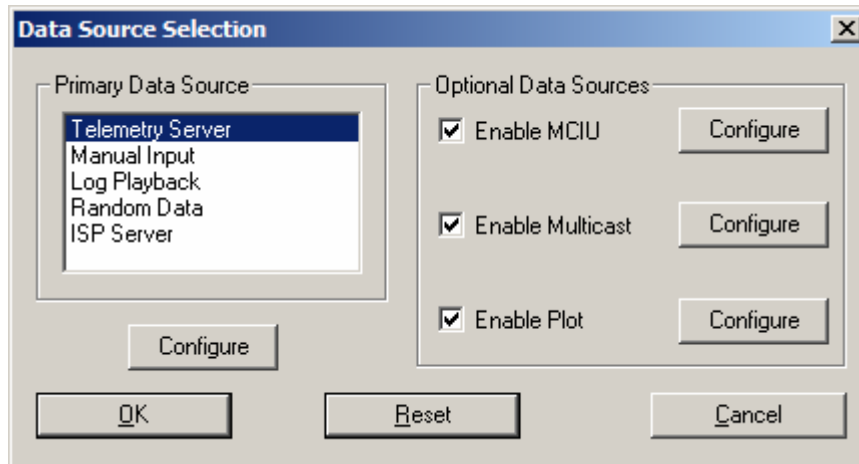 Data Source Selection
Primary Data Source
Telemetry Server
Manual Input
Log Playback
Random Data
ISP Server
Configure
Optional Data Sources
Enable MCIU
Configure
Enable Multicast
Configure
Enable Plot
Configure
OK
Reset
Cancel